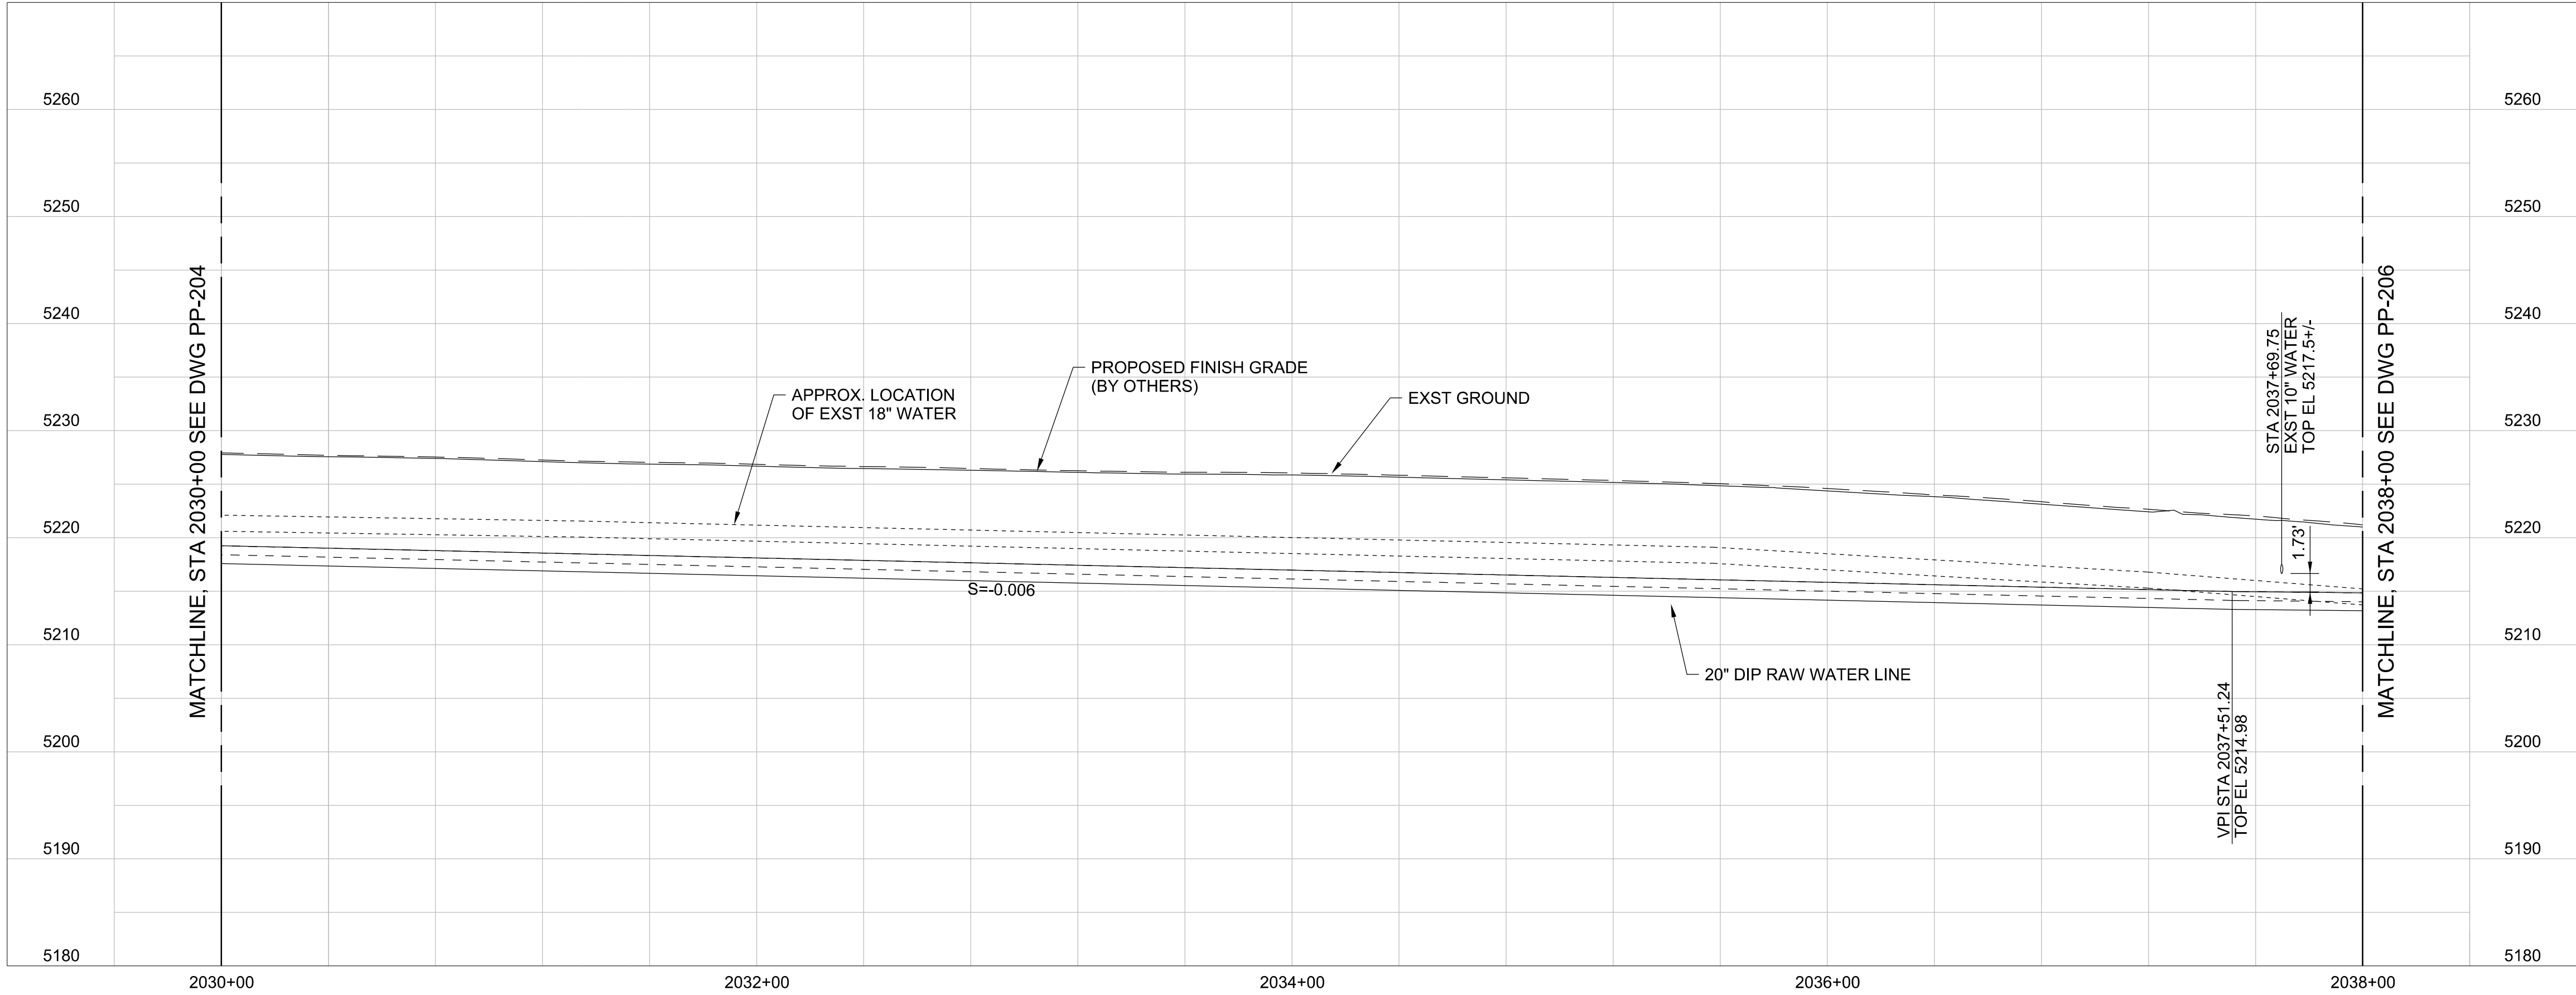 5260
5250
5240
5230
5220
5210
5200
5190
5180
MATCHLINE, STA 2030+00 SEE DWG PP-204
APPROX. LOCATION
OF EXST 18" WATER
PROPOSED FINISH GRADE
(BY OTHERS)
EXST GROUND
S=-0.006
20" DIP RAW WATER LINE
STA 2037+69.75
EXST 10" WATER
TOP EL 5217.5+/-
1.73'
VPI STA 2037+51.24
TOP EL 5214.98
MATCHLINE, STA 2038+00 SEE DWG PP-206
5260
5250
5240
5230
5220
5210
5200
5190
5180
2030+00
2032+00
2034+00
2036+00
2038+00